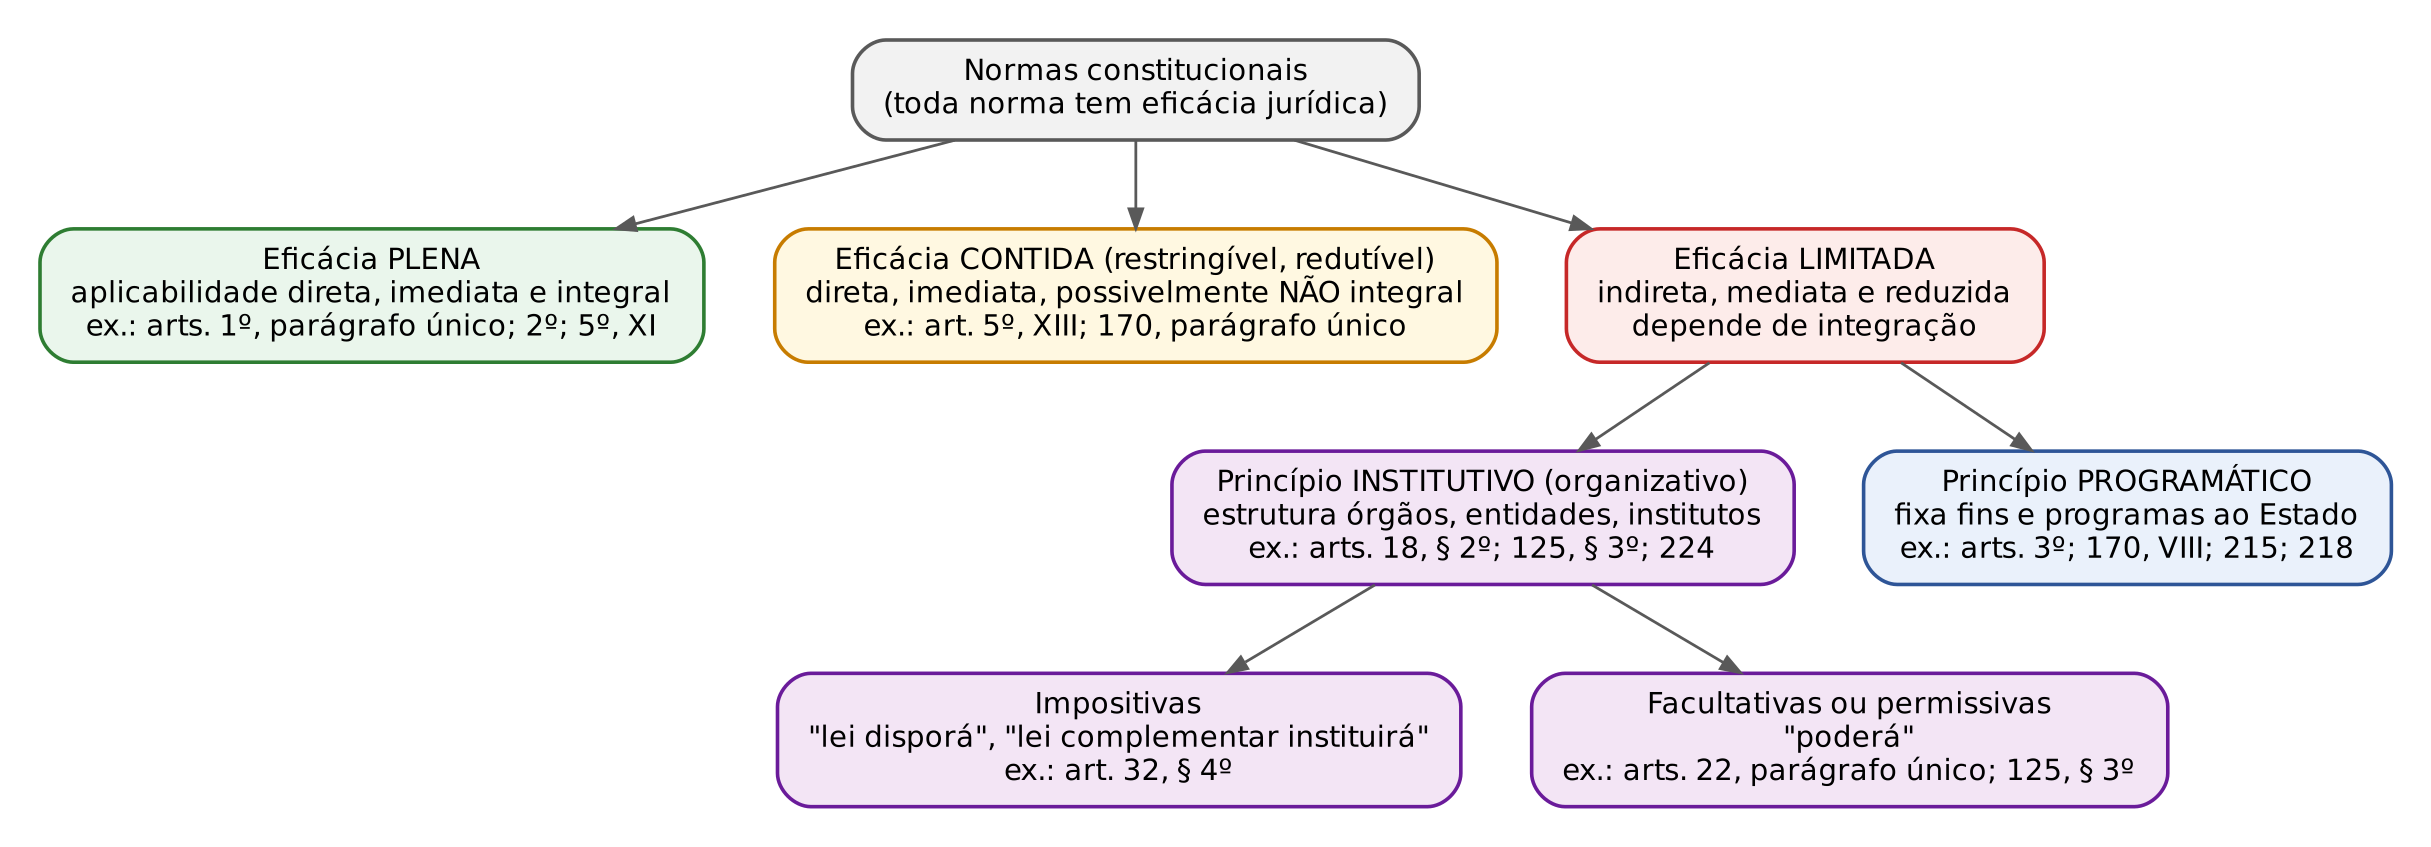 Normas constitucionais
(toda norma tem eficácia jurídica)
Eficácia PLENA
aplicabilidade direta, imediata e integral
ex.: arts. 1º, parágrafo único; 2º; 5º, XI
Eficácia CONTIDA (restringível, redutível)
direta, imediata, possivelmente NÃO integral
ex.: art. 5º, XIII; 170, parágrafo único
Eficácia LIMITADA
indireta, mediata e reduzida
depende de integração
Princípio INSTITUTIVO (organizativo)
estrutura órgãos, entidades, institutos
ex.: arts. 18, § 2º; 125, § 3º; 224
Princípio PROGRAMÁTICO
fixa fins e programas ao Estado
ex.: arts. 3º; 170, VIII; 215; 218
Impositivas
"lei disporá", "lei complementar instituirá"
ex.: art. 32, § 4º
Facultativas ou permissivas
"poderá"
ex.: arts. 22, parágrafo único; 125, § 3º